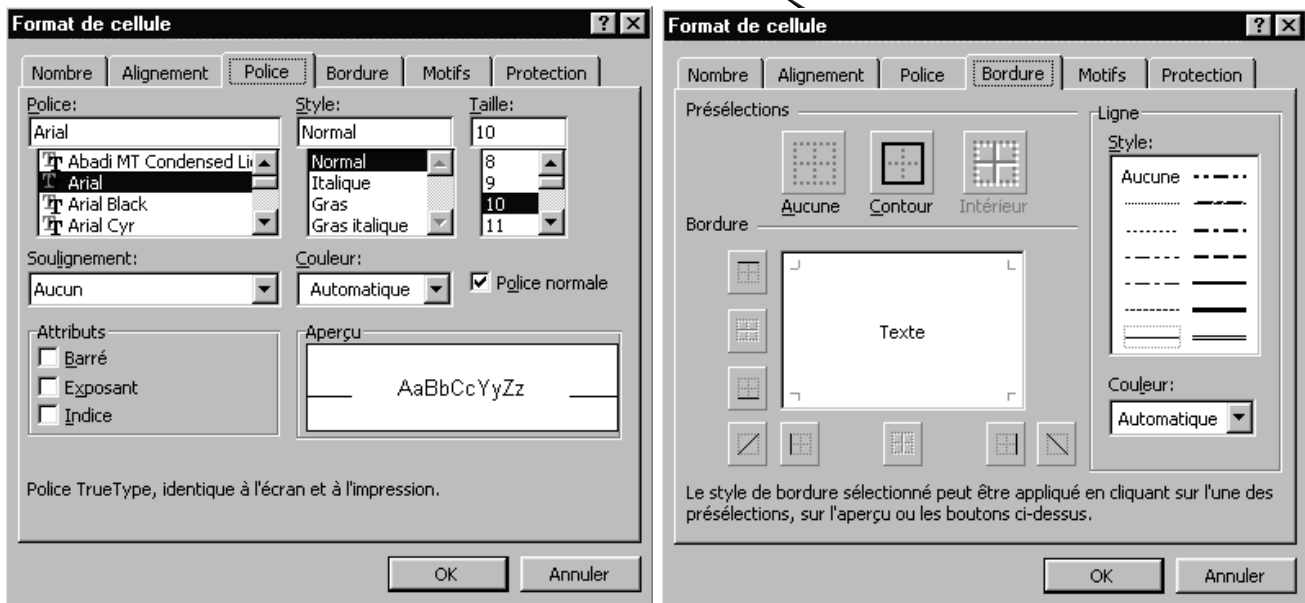 Format de cellule
Nombre Alignement Police Bordure Motifs Protection
Police: Style: Taille:
Arial Normal 10
Abadi MT Condensed Li Normal 8
Arial Italique 9
Arial Black Gras 10
Arial Cyr Gras italique 11
Soulignement: Couleur:
Aucun Automatique Police normale
Attributs
Barré
Exposant
Indice
Aperçu
AaBbCcYyZz
Police TrueType, identique à l'écran et à l'impression.
OK Annuler
Format de cellule
Nombre Alignement Police Bordure Motifs Protection
Présélections
Aucune Contour Intérieur
Bordure
Texte
Ligne
Style:
Aucune
Couleur:
Automatique
Le style de bordure sélectionné peut être appliqué en cliquant sur l'une des
présélections, sur l'aperçu ou les boutons ci-dessus.
OK Annuler